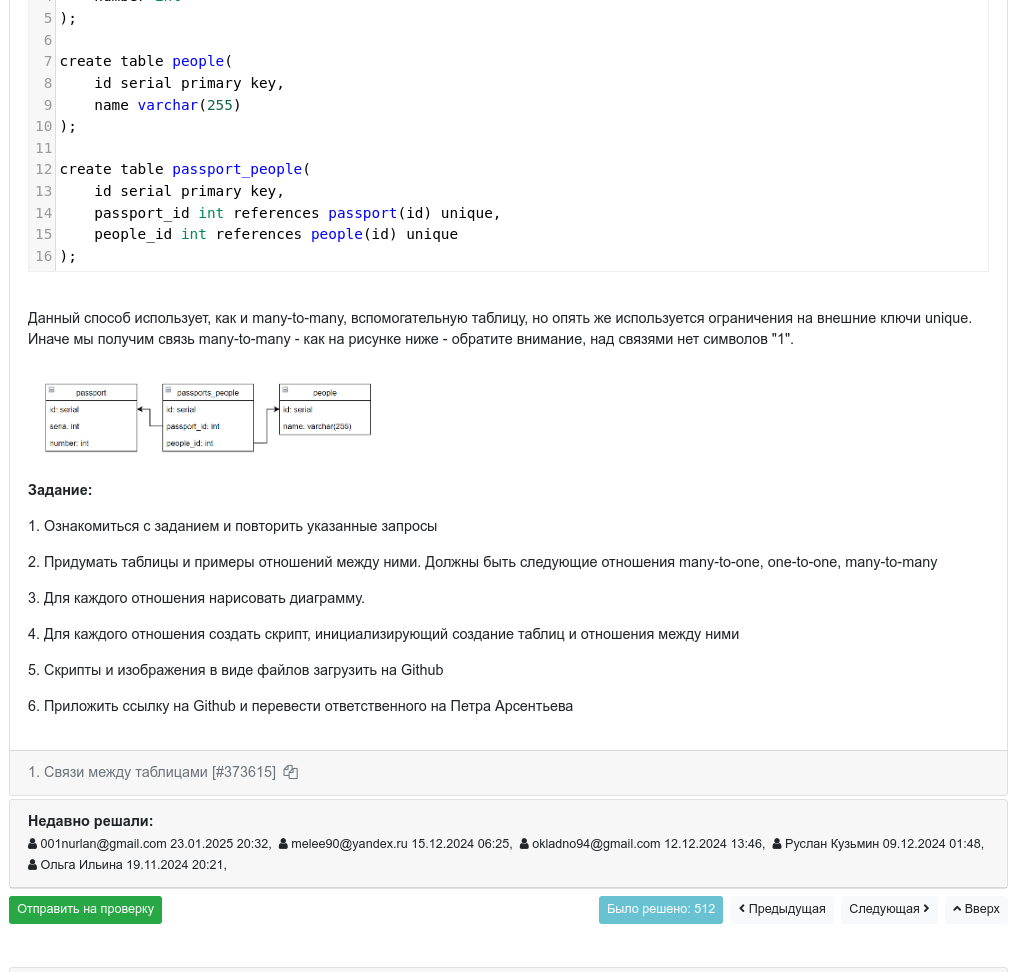 5 );
6
7 create table people(
8 id serial primary key,
9 name varchar(255)
10 );
11
12 create table passport_people(
13 id serial primary key,
14 passport_id int references passport(id) unique,
15 people_id int references people(id) unique
16 );
Данный способ использует, как и many-to-many, вспомогательную таблицу, но опять же используется ограничения на внешние ключи unique.
Иначе мы получим связь many-to-many - как на рисунке ниже - обратите внимание, над связями нет символов "1".
passport
id: serial
seria: int
number: int
passports_people
id: serial
passport_id: int
people_id: int
people
id: serial
name: varchar(255)
Задание:
1. Ознакомиться с заданием и повторить указанные запросы
2. Придумать таблицы и примеры отношений между ними. Должны быть следующие отношения many-to-one, one-to-one, many-to-many
3. Для каждого отношения нарисовать диаграмму.
4. Для каждого отношения создать скрипт, инициализирующий создание таблиц и отношения между ними
5. Скрипты и изображения в виде файлов загрузить на Github
6. Приложить ссылку на Github и перевести ответственного на Петра Арсентьева
1. Связи между таблицами [#373615]
Недавно решали:
001nurlan@gmail.com 23.01.2025 20:32, melee90@yandex.ru 15.12.2024 06:25, okladno94@gmail.com 12.12.2024 13:46, Руслан Кузьмин 09.12.2024 01:48,
Ольга Ильина 19.11.2024 20:21,
Отправить на проверку Было решено: 512 Предыдущая Следующая Вверх